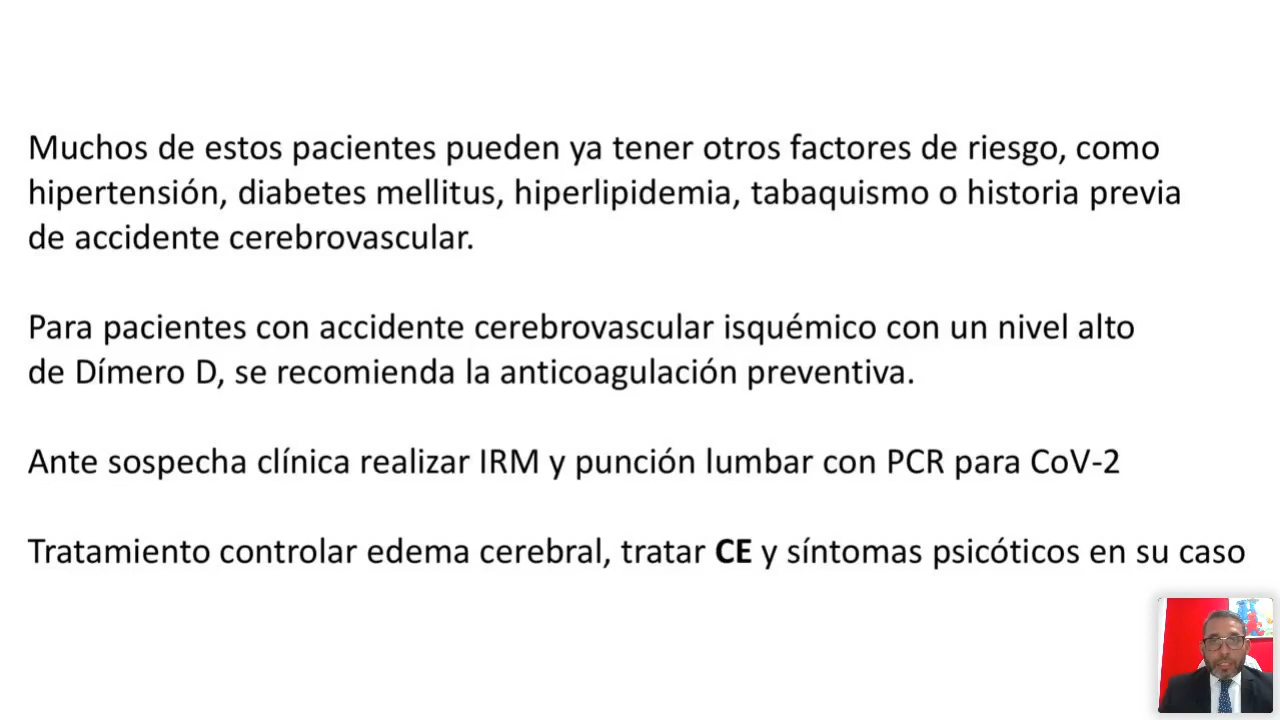 Muchos de estos pacientes pueden ya tener otros factores de riesgo, como
hipertensión, diabetes mellitus, hiperlipidemia, tabaquismo o historia previa
de accidente cerebrovascular.
Para pacientes con accidente cerebrovascular isquémico con un nivel alto
de Dímero D, se recomienda la anticoagulación preventiva.
Ante sospecha clínica realizar IRM y punción lumbar con PCR para CoV-2
Tratamiento controlar edema cerebral, tratar CE y síntomas psicóticos en su caso